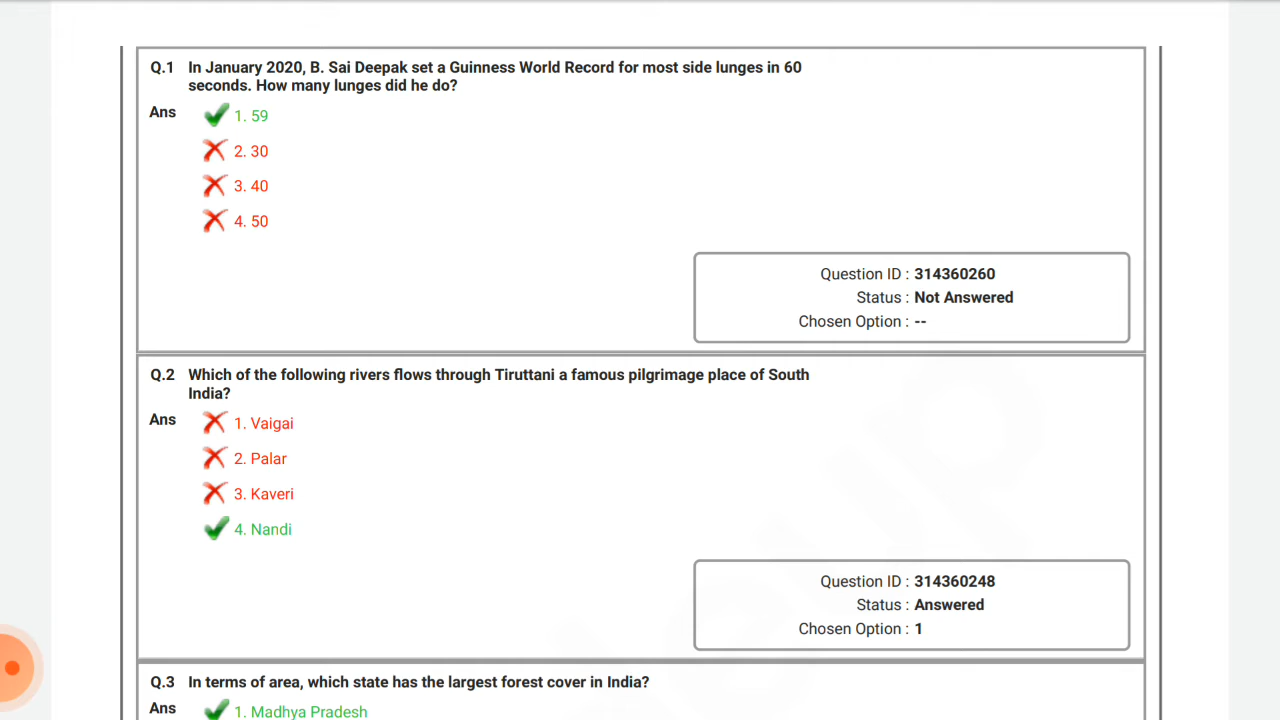 Q.1 In January 2020, B. Sai Deepak set a Guinness World Record for most side lunges in 60
seconds. How many lunges did he do?
Ans 1. 59
2. 30
3. 40
4. 50
Question ID : 314360260
Status : Not Answered
Chosen Option : --
Q.2 Which of the following rivers flows through Tiruttani a famous pilgrimage place of South
India?
Ans 1. Vaigai
2. Palar
3. Kaveri
4. Nandi
Question ID : 314360248
Status : Answered
Chosen Option : 1
Q.3 In terms of area, which state has the largest forest cover in India?
Ans 1. Madhya Pradesh